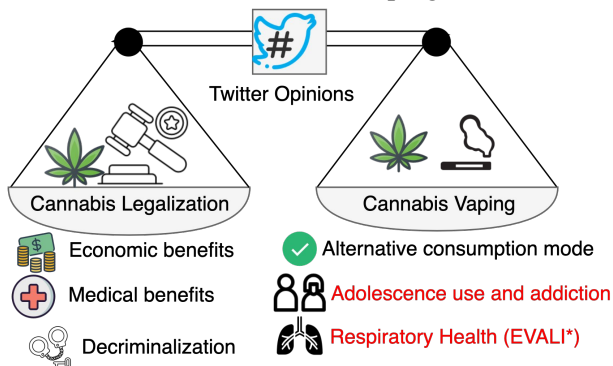 #
Twitter Opinions
Cannabis Legalization
Cannabis Vaping
$
Economic benefits
Alternative consumption mode
Medical benefits
Adolescence use and addiction
Decriminalization
Respiratory Health (EVALI*)